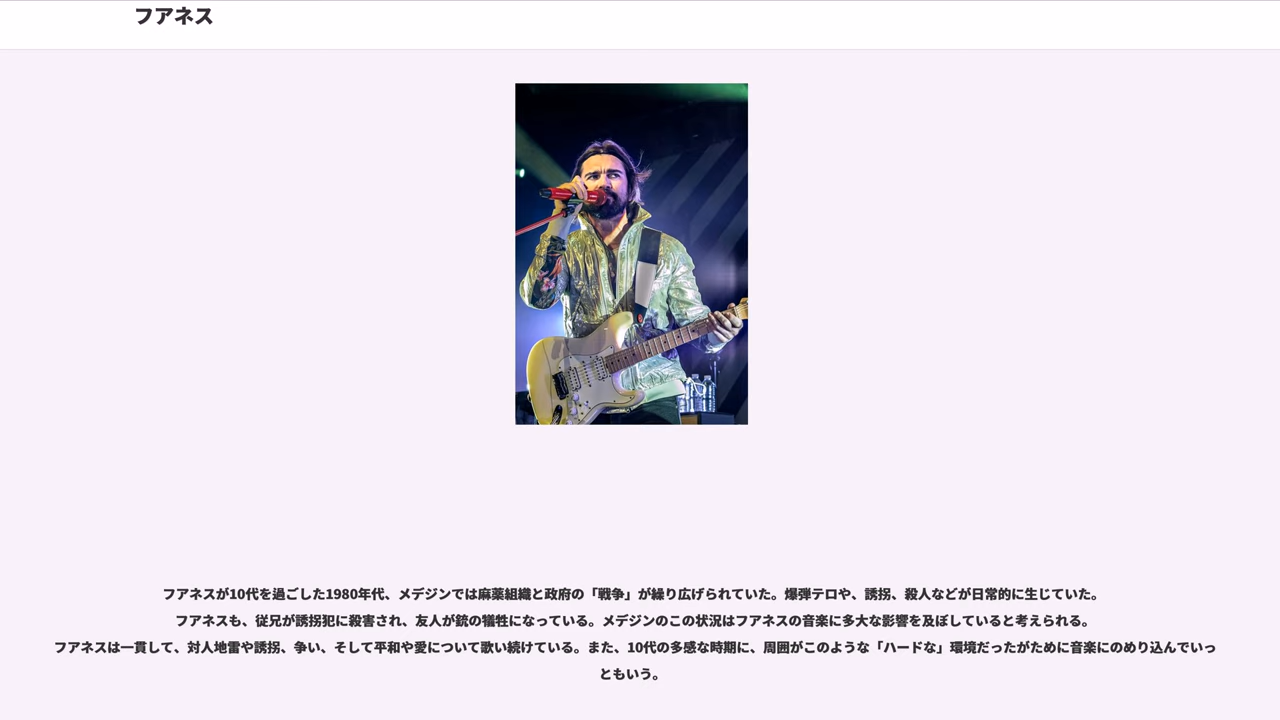 フアネス
フアネスが10代を過ごした1980年代、メデジンでは麻薬組織と政府の「戦争」が繰り広げられていた。爆弾テロや、誘拐、殺人などが日常的に生じていた。
フアネスも、従兄が誘拐犯に殺害され、友人が銃の犠牲になっている。メデジンのこの状況はフアネスの音楽に多大な影響を及ぼしていると考えられる。
フアネスは一貫して、対人地雷や誘拐、争い、そして平和や愛について歌い続けている。また、10代の多感な時期に、周囲がこのような「ハードな」環境だったがために音楽にのめり込んでいっ
ともいう。